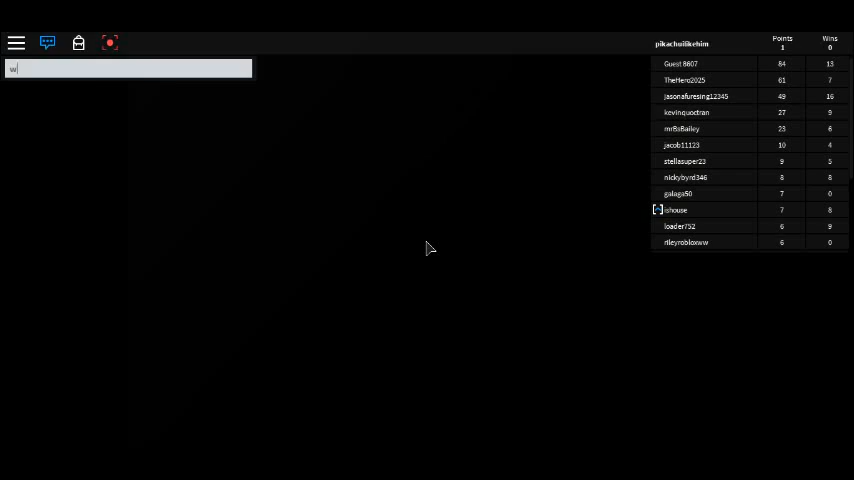 Points Wins
pikachuilikehim 1 0
w
Guest 8607 84 13
TheHero2025 61 7
jasonafuresing12345 49 16
kevinquoctran 27 9
mrBsBailey 23 6
jacob11123 10 4
stellasuper23 9 5
nickybyrd346 8 8
galaga50 7 0
ishouse 7 8
loader752 6 9
rileyrobloxww 6 0